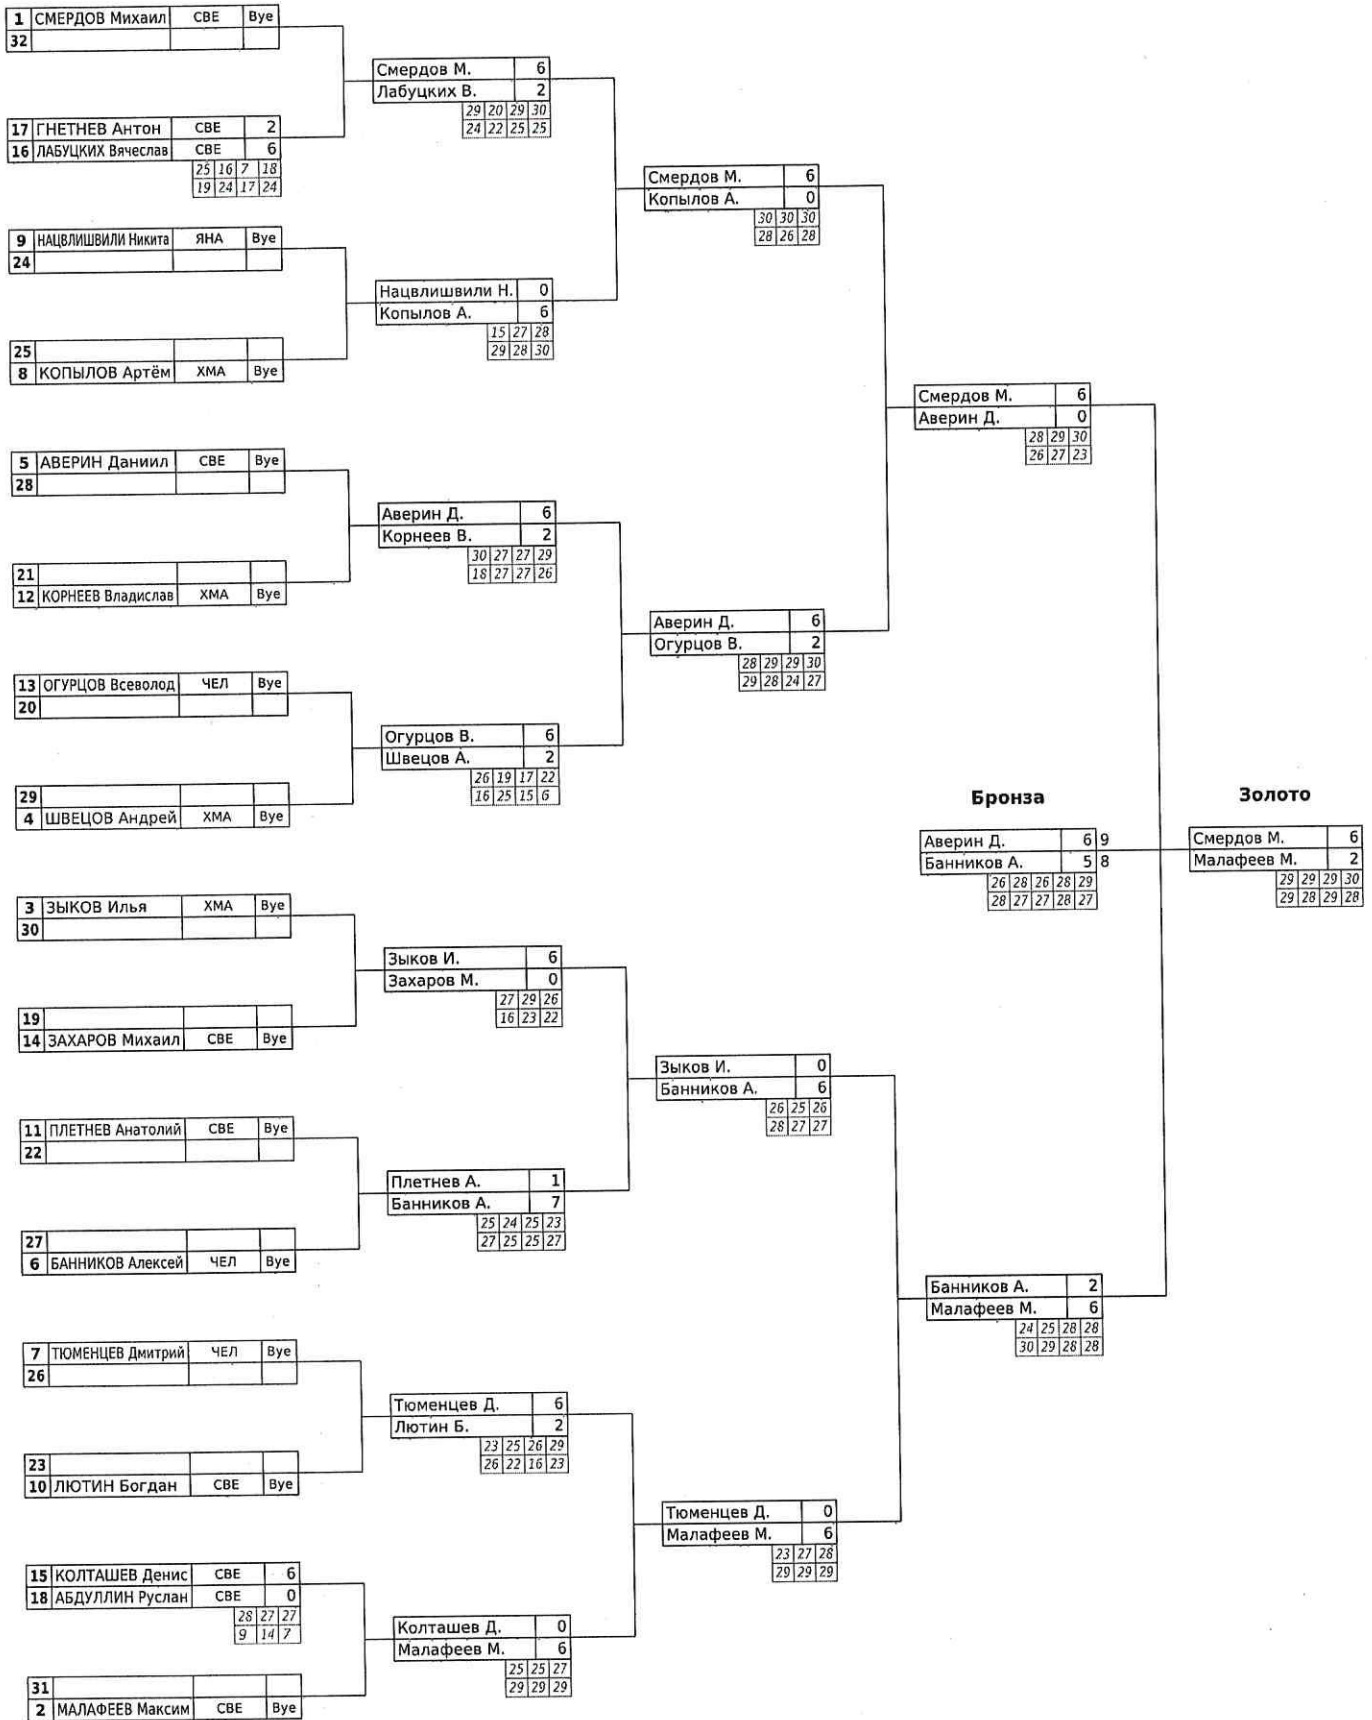 1 СМЕРДОВ Михаил СВЕ Bye
32
17 ГНЕТНЕВ Антон СВЕ 2
16 ЛАБУЦКИХ Вячеслав СВЕ 6
25 16 7 18
19 24 17 24
9 НАЦВЛИШВИЛИ Никита ЯНА Bye
24
25
8 КОПЫЛОВ Артём ХМА Bye
5 АВЕРИН Даниил СВЕ Bye
28
21
12 КОРНЕЕВ Владислав ХМА Bye
13 ОГУРЦОВ Всеволод ЧЕЛ Bye
20
29
4 ШВЕЦОВ Андрей ХМА Bye
3 ЗЫКОВ Илья ХМА Bye
30
19
14 ЗАХАРОВ Михаил СВЕ Bye
11 ПЛЕТНЕВ Анатолий СВЕ Bye
22
27
6 БАННИКОВ Алексей ЧЕЛ Bye
7 ТЮМЕНЦЕВ Дмитрий ЧЕЛ Bye
26
23
10 ЛЮТИН Богдан СВЕ Bye
15 КОЛТАШЕВ Денис СВЕ 6
18 АБДУЛЛИН Руслан СВЕ 0
28 27 27
9 14 7
31
2 МАЛАФЕЕВ Максим СВЕ Bye
Смердов М. 6
Лабуцких В. 2
29 20 29 30
24 22 25 25
Нацвлишвили Н. 0
Копылов А. 6
15 27 28
29 28 30
Аверин Д. 6
Корнеев В. 2
30 27 27 29
18 27 27 26
Огурцов В. 6
Швецов А. 2
26 19 17 22
16 25 15 6
Зыков И. 6
Захаров М. 0
27 29 26
16 23 22
Плетнев А. 1
Банников А. 7
25 24 25 23
27 25 25 27
Тюменцев Д. 6
Лютин Б. 2
23 25 26 29
26 22 16 23
Колташев Д. 0
Малафеев М. 6
25 25 27
29 29 29
Смердов М. 6
Копылов А. 0
30 30 30
28 26 28
Аверин Д. 6
Огурцов В. 2
28 29 29 30
29 28 24 27
Зыков И. 0
Банников А. 6
26 25 26
28 27 27
Тюменцев Д. 0
Малафеев М. 6
23 27 28
29 29 29
Смердов М. 6
Аверин Д. 0
28 29 30
26 27 23
Банников А. 2
Малафеев М. 6
24 25 28 28
30 29 28 28
Бронза
Аверин Д. 6 9
Банников А. 5 8
26 28 26 28 29
28 27 27 28 27
Золото
Смердов М. 6
Малафеев М. 2
29 29 29 30
29 28 29 28